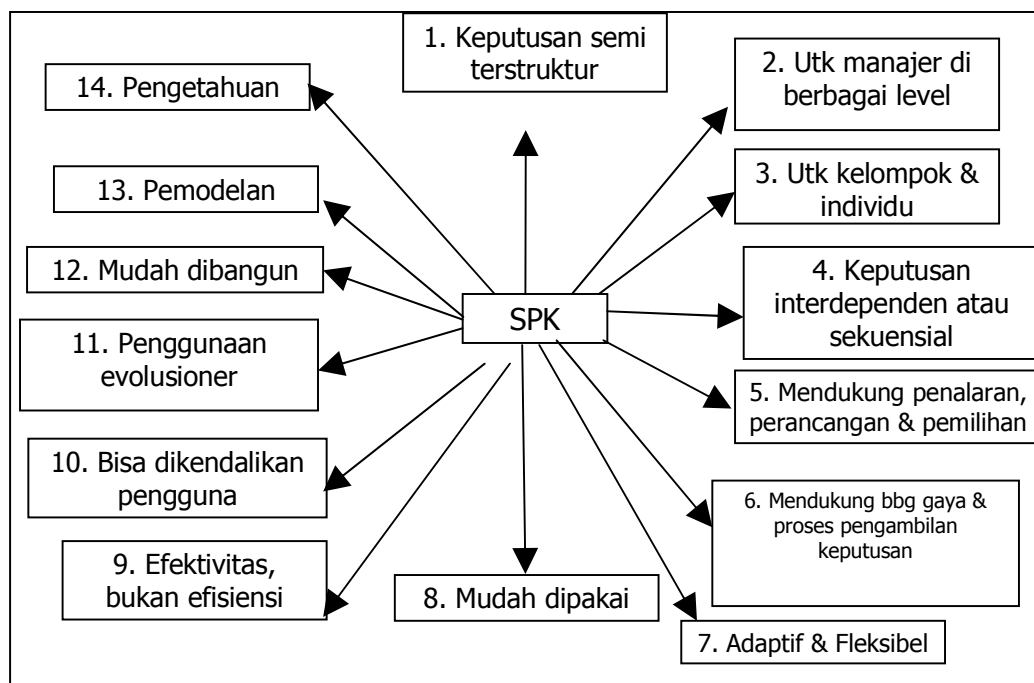 1. Keputusan semi
terstruktur
2. Utk manajer di
berbagai level
3. Utk kelompok &
individu
4. Keputusan
interdependen atau
sekuensial
5. Mendukung penalaran,
perancangan & pemilihan
6. Mendukung bbg gaya &
proses pengambilan
keputusan
7. Adaptif & Fleksibel
8. Mudah dipakai
9. Efektivitas,
bukan efisiensi
10. Bisa dikendalikan
pengguna
11. Penggunaan
evolusioner
12. Mudah dibangun
13. Pemodelan
14. Pengetahuan
SPK